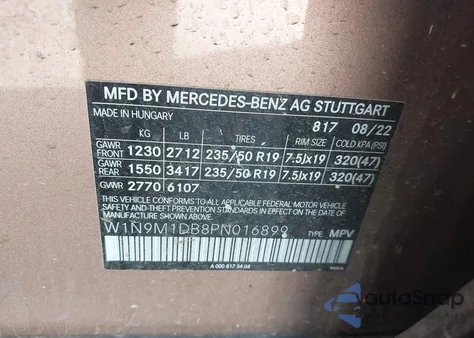 MFD BY MERCEDES-BENZ AG STUTTGART
MADE IN HUNGARY 817 08/22
KG LB TIRES RIM SIZE COLD KPA (PSI)
GAWR FRONT 1230 2712 235/50 R19 7.5Jx19 320(47)
GAWR REAR 1550 3417 235/50 R19 7.5Jx19 320(47)
GVWR 2770 6107
THIS VEHICLE CONFORMS TO ALL APPLICABLE FEDERAL MOTOR VEHICLE
SAFETY AND THEFT PREVENTION STANDARDS IN EFFECT ON THE DATE OF
MANUFACTURE SHOWN ABOVE.
W1N9M1DB8PN016899 TYPE: MPV
A 000 817 54 04
autoSnap